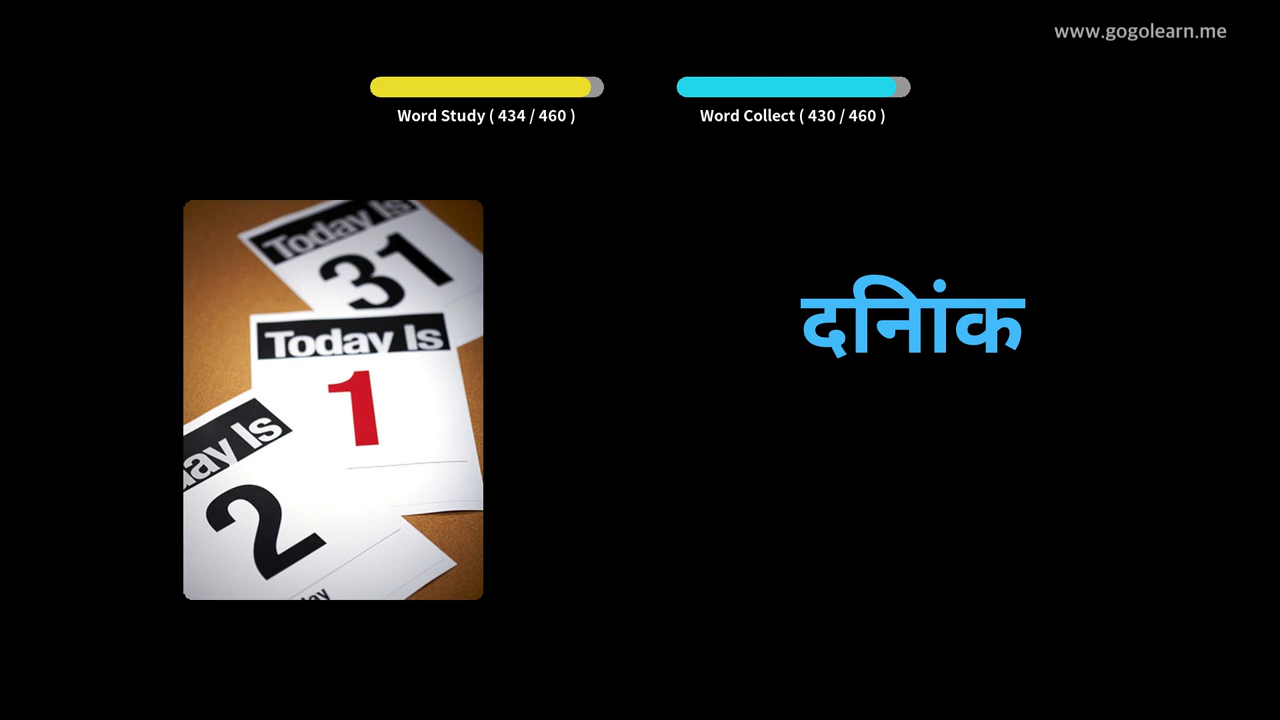 www.gogolearn.me
Word Study ( 434 / 460 )
Word Collect ( 430 / 460 )
Today Is
31
Today Is
1
ay Is
2
दनिांक